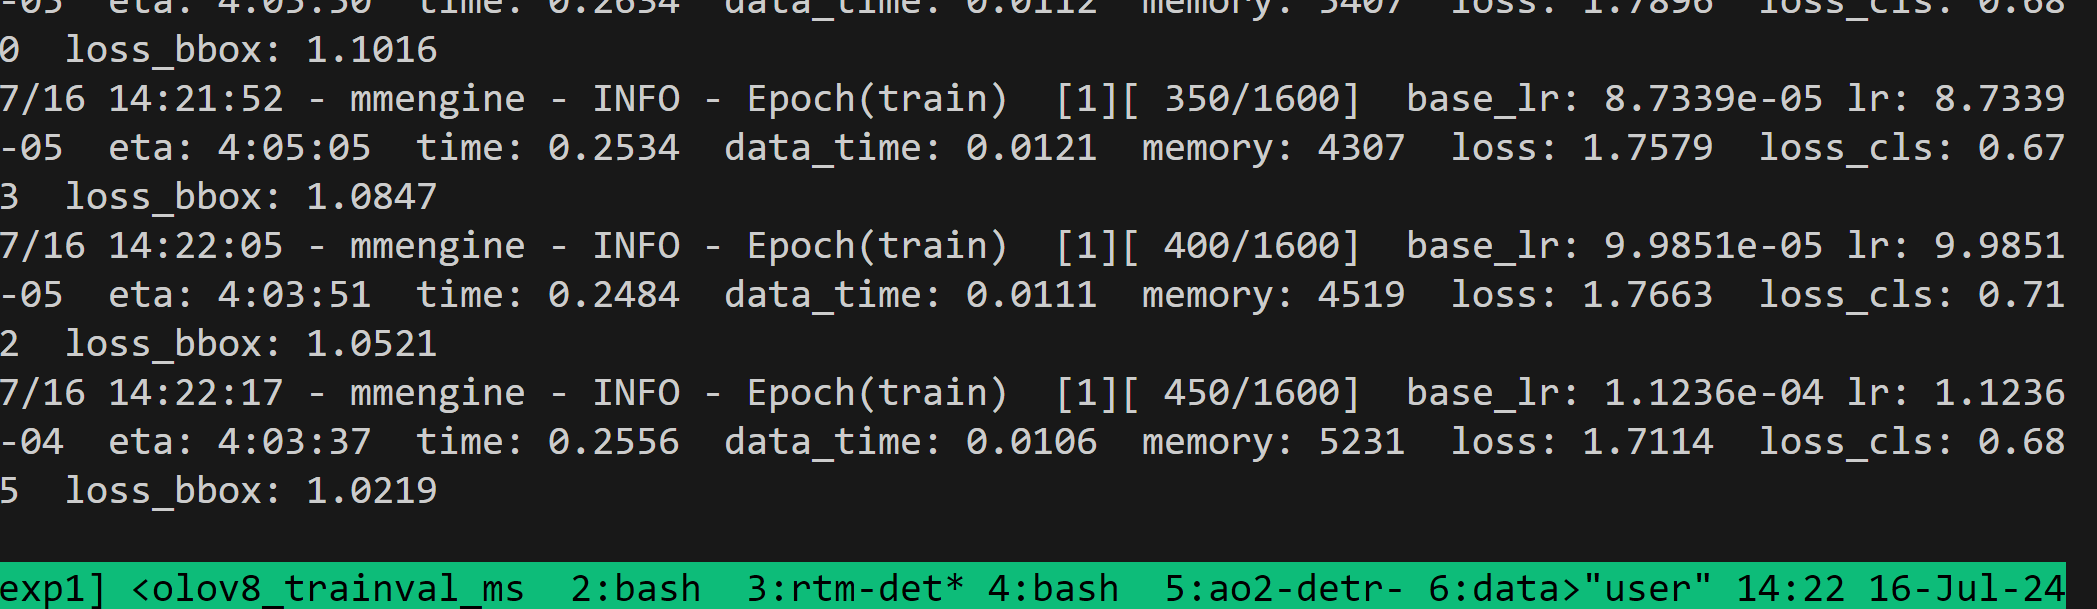 -05  eta: 4:05:50  time: 0.2634  data_time: 0.0112  memory: 5407  loss: 1.7896  loss_cls: 0.68
0  loss_bbox: 1.1016
7/16 14:21:52 - mmengine - INFO - Epoch(train)  [1][ 350/1600]  base_lr: 8.7339e-05 lr: 8.7339
-05  eta: 4:05:05  time: 0.2534  data_time: 0.0121  memory: 4307  loss: 1.7579  loss_cls: 0.67
3  loss_bbox: 1.0847
7/16 14:22:05 - mmengine - INFO - Epoch(train)  [1][ 400/1600]  base_lr: 9.9851e-05 lr: 9.9851
-05  eta: 4:03:51  time: 0.2484  data_time: 0.0111  memory: 4519  loss: 1.7663  loss_cls: 0.71
2  loss_bbox: 1.0521
7/16 14:22:17 - mmengine - INFO - Epoch(train)  [1][ 450/1600]  base_lr: 1.1236e-04 lr: 1.1236
-04  eta: 4:03:37  time: 0.2556  data_time: 0.0106  memory: 5231  loss: 1.7114  loss_cls: 0.68
5  loss_bbox: 1.0219
exp1] <olov8_trainval_ms  2:bash  3:rtm-det* 4:bash  5:ao2-detr- 6:data>"user" 14:22 16-Jul-24